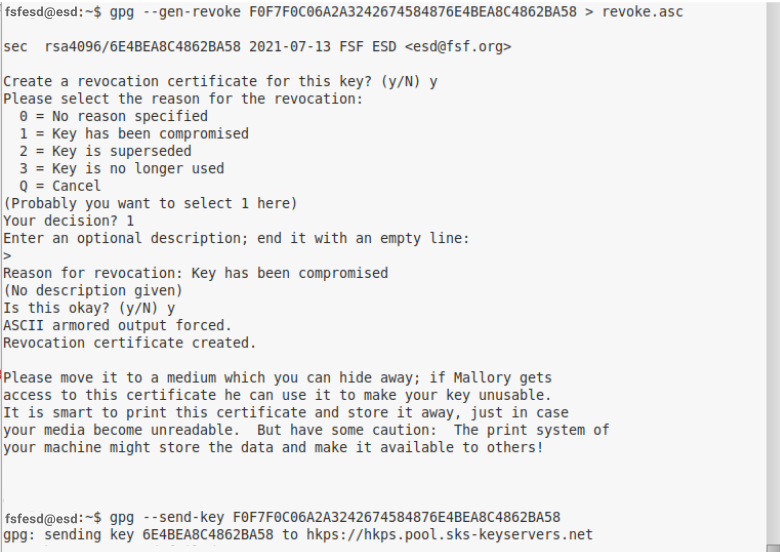 fsfesd@esd:~$ gpg --gen-revoke F0F7F0C06A2A3242674584876E4BEA8C4862BA58 > revoke.asc
sec  rsa4096/6E4BEA8C4862BA58 2021-07-13 FSF ESD <esd@fsf.org>
Create a revocation certificate for this key? (y/N) y
Please select the reason for the revocation:
  0 = No reason specified
  1 = Key has been compromised
  2 = Key is superseded
  3 = Key is no longer used
  Q = Cancel
(Probably you want to select 1 here)
Your decision? 1
Enter an optional description; end it with an empty line:
>
Reason for revocation: Key has been compromised
(No description given)
Is this okay? (y/N) y
ASCII armored output forced.
Revocation certificate created.
Please move it to a medium which you can hide away; if Mallory gets
access to this certificate he can use it to make your key unusable.
It is smart to print this certificate and store it away, just in case
your media become unreadable.  But have some caution:  The print system of
your machine might store the data and make it available to others!
fsfesd@esd:~$ gpg --send-key F0F7F0C06A2A3242674584876E4BEA8C4862BA58
gpg: sending key 6E4BEA8C4862BA58 to hkps://hkps.pool.sks-keyservers.net